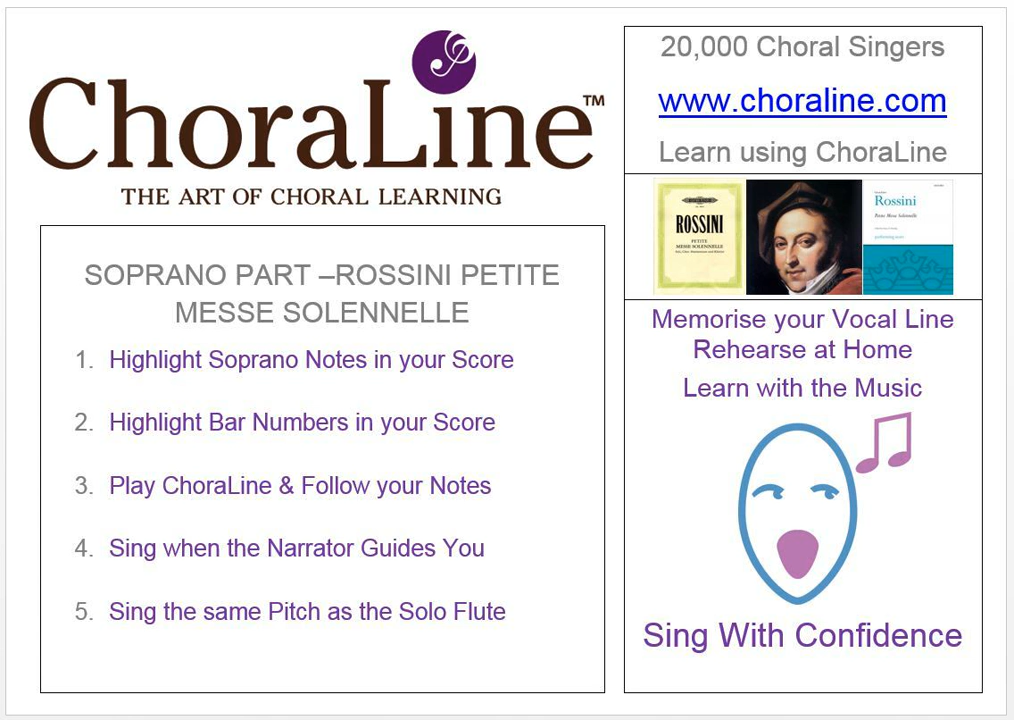 ChoraLine™
THE ART OF CHORAL LEARNING
SOPRANO PART –ROSSINI PETITE
MESSE SOLENNELLE
1. Highlight Soprano Notes in your Score
2. Highlight Bar Numbers in your Score
3. Play ChoraLine & Follow your Notes
4. Sing when the Narrator Guides You
5. Sing the same Pitch as the Solo Flute
20,000 Choral Singers
www.choraline.com
Learn using ChoraLine
ROSSINI
PETITE
MESSE SOLENNELLE
Rossini
Petite Messe Solennelle
Memorise your Vocal Line
Rehearse at Home
Learn with the Music
Sing With Confidence